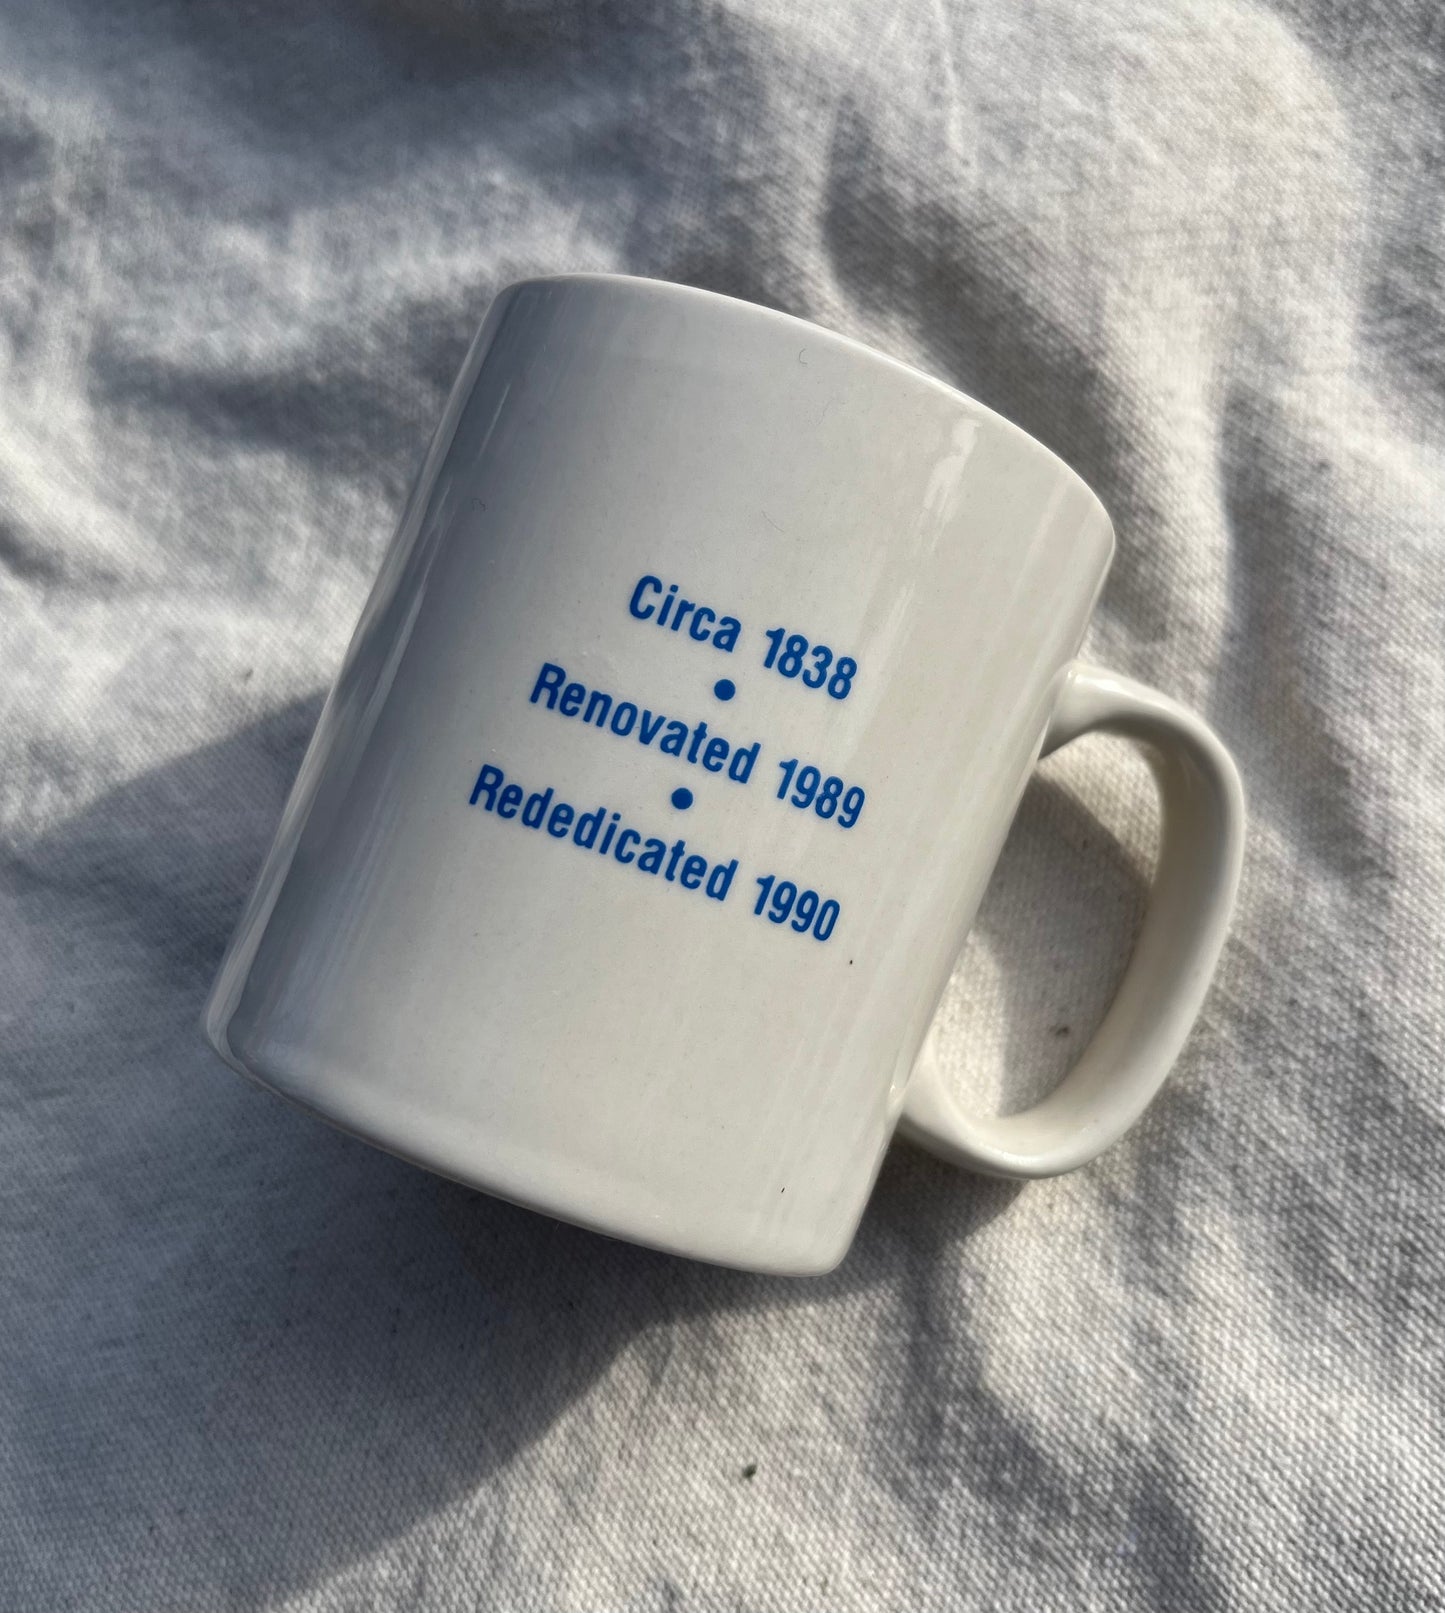 Circa 1838
•
Renovated 1989
•
Rededicated 1990